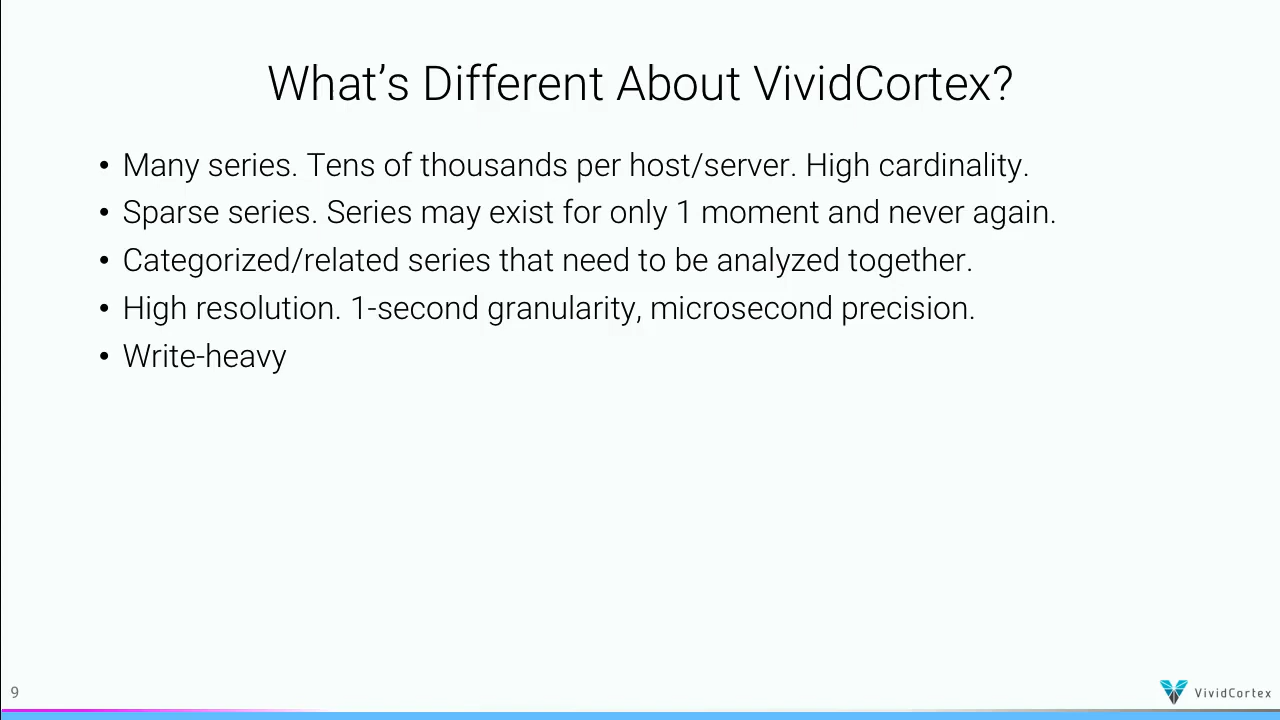 What’s Different About VividCortex?
• Many series. Tens of thousands per host/server. High cardinality.
• Sparse series. Series may exist for only 1 moment and never again.
• Categorized/related series that need to be analyzed together.
• High resolution. 1-second granularity, microsecond precision.
• Write-heavy
9
VividCortex